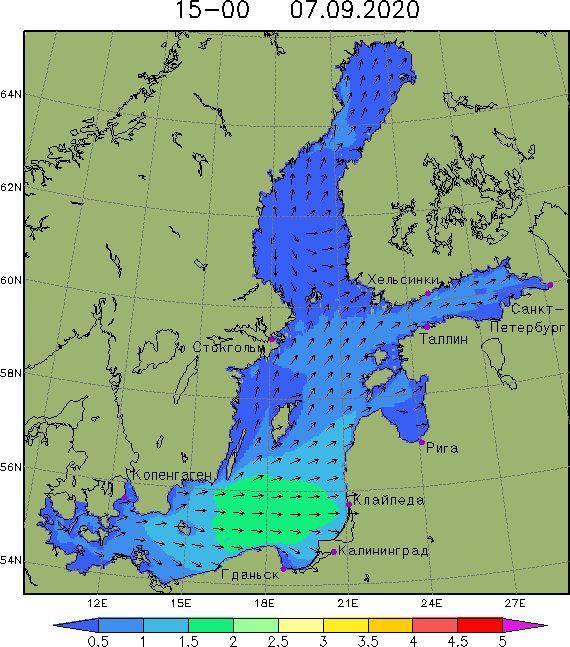 15-00 07.09.2020
64N
62N
60N
58N
56N
54N
Хельсинки
Санкт-
Петербург
Таллин
Стокгольм
Рига
Копенгаген
Клайпеда
Калининград
Гданьск
12E 15E 18E 21E 24E 27E
0.5 1 1.5 2 2.5 3 3.5 4 4.5 5